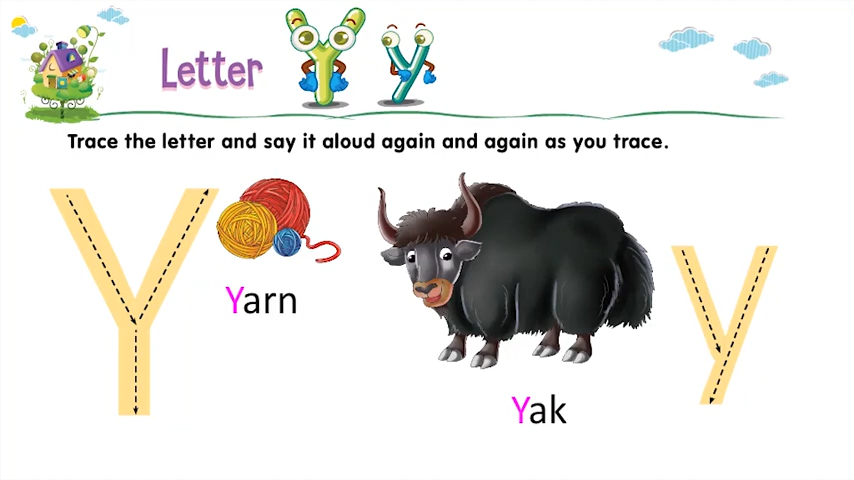 Letter Y y
Trace the letter and say it aloud again and again as you trace.
Y
Yarn
Yak
y